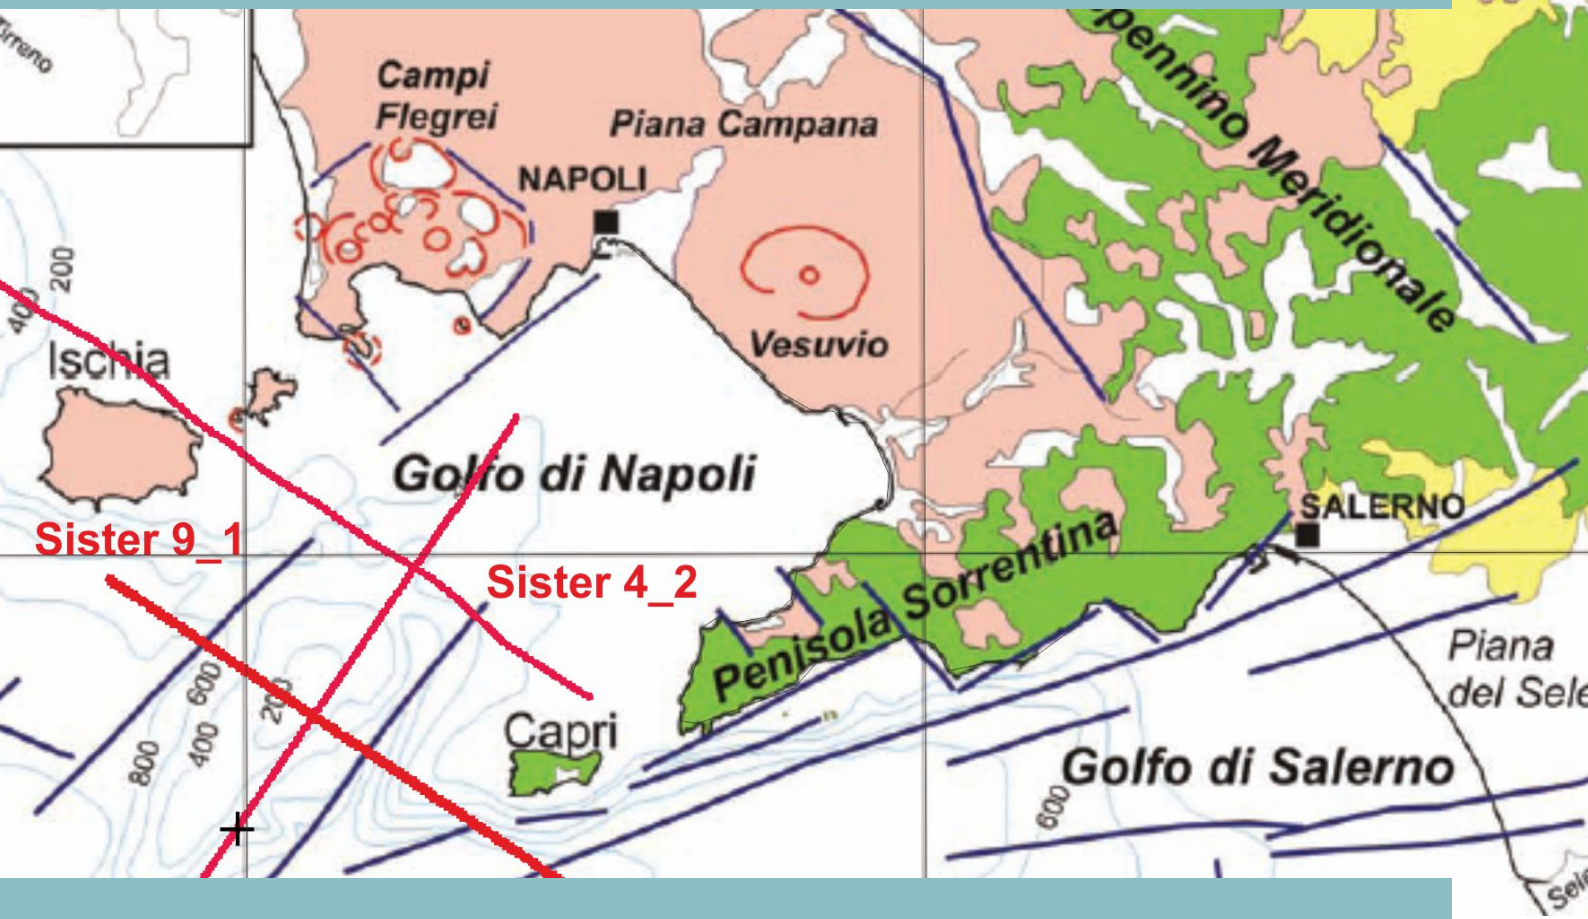 Tirreno
Campi
Flegrei
Piana Campana
NAPOLI
ppennino Meridionale
200
400
Ischia
Vesuvio
Golfo di Napoli
SALERNO
Sister 9_1
Sister 4_2
Penisola Sorrentina
Piana
del Sele
600
200
400
800
Capri
Golfo di Salerno
600
Sele